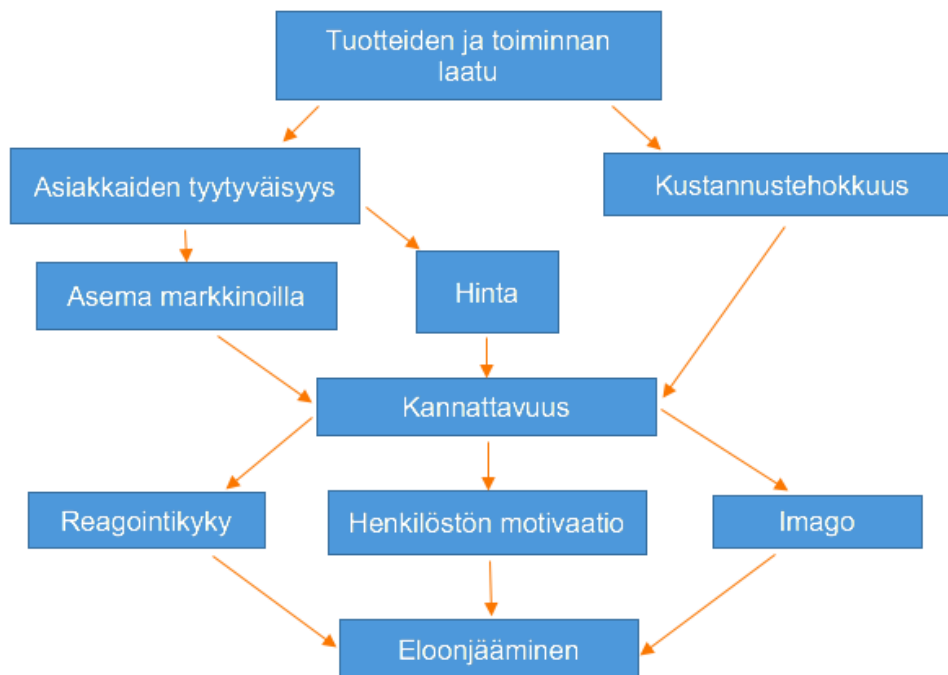 Tuotteiden ja toiminnan
laatu
Asiakkaiden tyytyväisyys
Kustannustehokkuus
Asema markkinoilla
Hinta
Kannattavuus
Reagointikyky
Henkilöstön motivaatio
Imago
Eloonjääminen